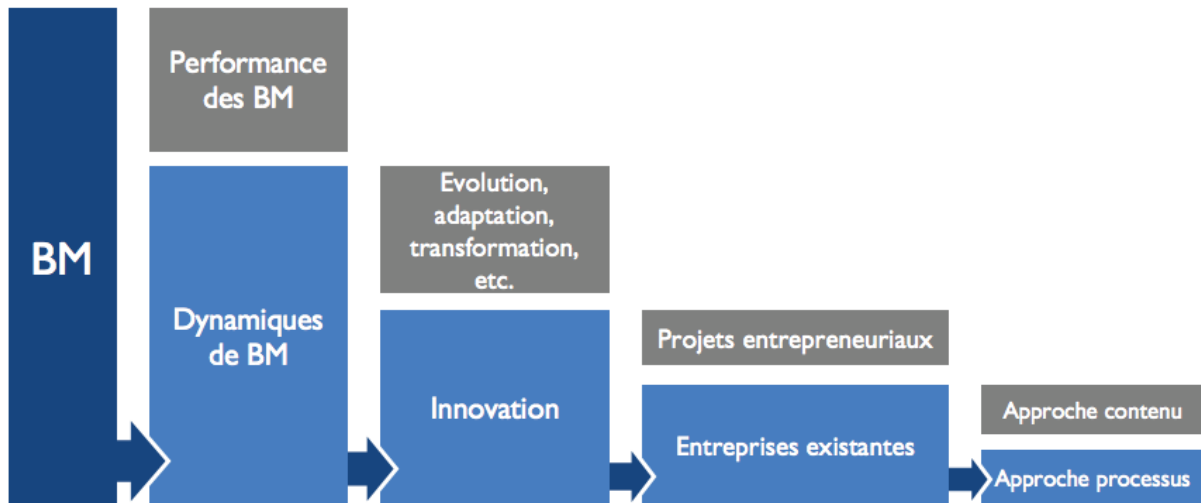 BM
Performance
des BM
Dynamiques
de BM
Evolution,
adaptation,
transformation,
etc.
Innovation
Projets entrepreneuriaux
Entreprises existantes
Approche contenu
Approche processus